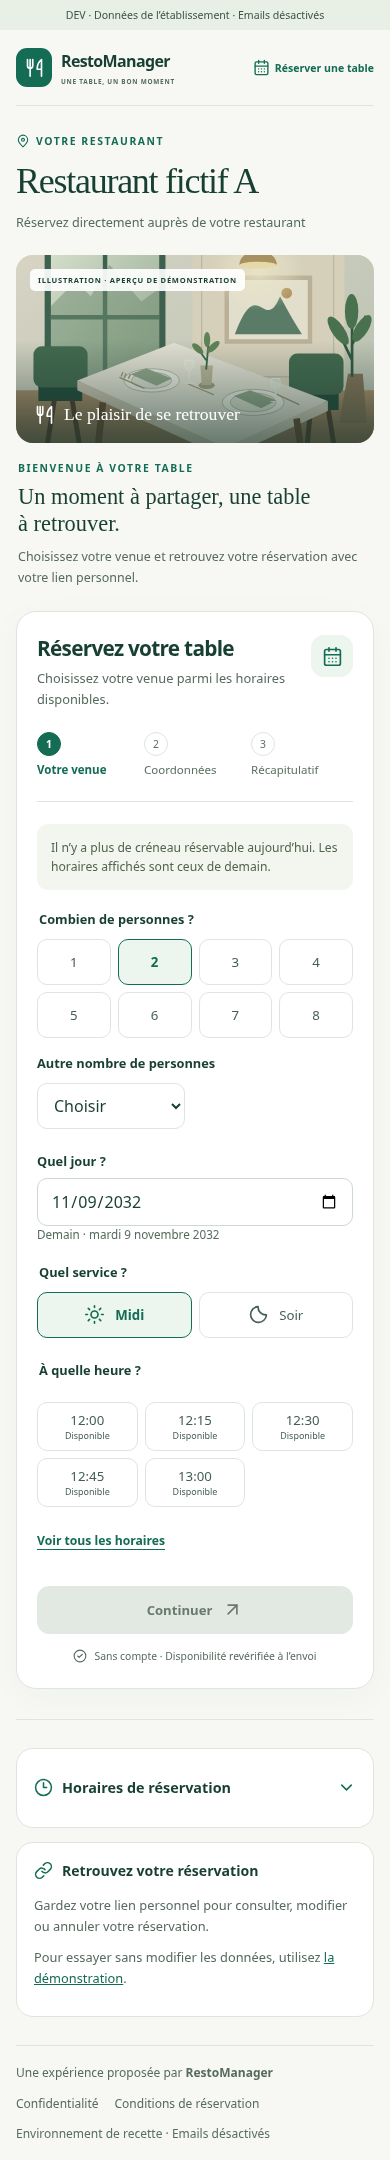 DEV · Données de l’établissement · Emails désactivés
RestoManager
UNE TABLE, UN BON MOMENT
Réserver une table
VOTRE RESTAURANT
Restaurant fictif A
Réservez directement auprès de votre restaurant
ILLUSTRATION · APERÇU DE DÉMONSTRATION
Le plaisir de se retrouver
BIENVENUE À VOTRE TABLE
Un moment à partager, une table
à retrouver.
Choisissez votre venue et retrouvez votre réservation avec
votre lien personnel.
Réservez votre table
Choisissez votre venue parmi les horaires
disponibles.
1
2
3
Votre venue
Coordonnées
Récapitulatif
Il n’y a plus de créneau réservable aujourd’hui. Les
horaires affichés sont ceux de demain.
Combien de personnes ?
1
2
3
4
5
6
7
8
Autre nombre de personnes
Choisir
Quel jour ?
11/09/2032
Demain · mardi 9 novembre 2032
Quel service ?
Midi
Soir
À quelle heure ?
12:00
Disponible
12:15
Disponible
12:30
Disponible
12:45
Disponible
13:00
Disponible
Voir tous les horaires
Continuer
Sans compte · Disponibilité revérifiée à l’envoi
Horaires de réservation
Retrouvez votre réservation
Gardez votre lien personnel pour consulter, modifier
ou annuler votre réservation.
Pour essayer sans modifier les données, utilisez la
démonstration.
Une expérience proposée par RestoManager
Confidentialité
Conditions de réservation
Environnement de recette · Emails désactivés